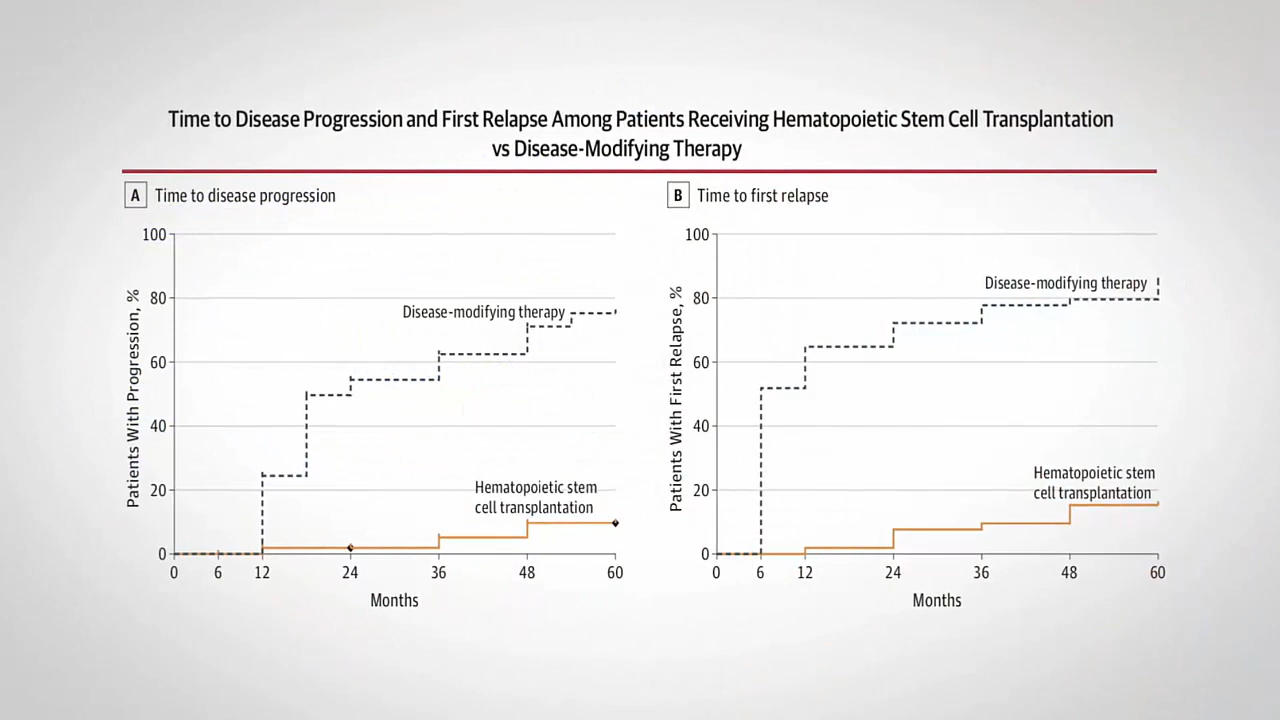 Time to Disease Progression and First Relapse Among Patients Receiving Hematopoietic Stem Cell Transplantation
vs Disease-Modifying Therapy
A Time to disease progression
Patients With Progression, %
100
80
60
40
20
0
Disease-modifying therapy
Hematopoietic stem
cell transplantation
0 6 12 24 36 48 60
Months
B Time to first relapse
Patients With First Relapse, %
100
80
60
40
20
0
Disease-modifying therapy
Hematopoietic stem
cell transplantation
0 6 12 24 36 48 60
Months